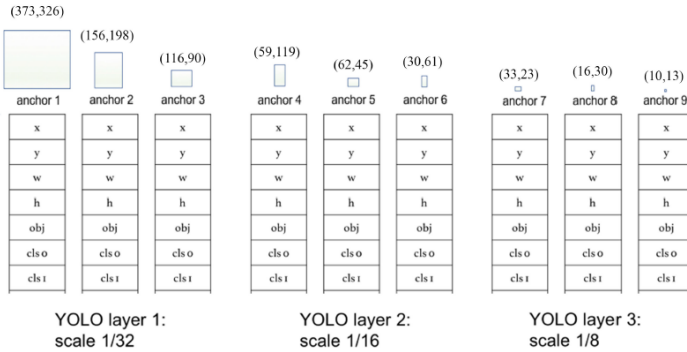 (373,326)
(156,198)
(116,90)
(59,119)
(62,45)
(30,61)
(33,23)
(16,30)
(10,13)
anchor 1 anchor 2 anchor 3 anchor 4 anchor 5 anchor 6 anchor 7 anchor 8 anchor 9
x x x x x x x x x
y y y y y y y y y
w w w w w w w w w
h h h h h h h h h
obj obj obj obj obj obj obj obj obj
cls 0 cls 0 cls 0 cls 0 cls 0 cls 0 cls 0 cls 0 cls 0
cls 1 cls 1 cls 1 cls 1 cls 1 cls 1 cls 1 cls 1 cls 1
YOLO layer 1:
scale 1/32
YOLO layer 2:
scale 1/16
YOLO layer 3:
scale 1/8